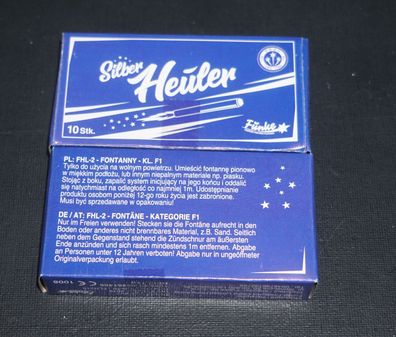 Silber
Heuler
10 Stk.
Funke
PL: FHL-2 - FONTANNY - KL. F1
Tylko do użycia na wolnym powietrzu. Umieścić fontannę pionowo
w miękkim podłożu, lub innym niepalnym materiale np. piasku.
Stojąc z boku, zapalić system inicjujący na jego końcu i oddalić
się natychmiast na odległość co najmniej 1m. Udostępnianie
produktu osobom poniżej 12-go roku życia jest zabronione.
Musi być sprzedawane w opakowaniu!
DE / AT: FHL-2 - FONTÄNE - KATEGORIE F1
Nur im Freien verwenden! Stecken sie die Fontäne aufrecht in den
Boden oder anderes nicht brennbares Material, z.B. Sand. Seitlich
neben dem Gegenstand stehend die Zündschnur am äußersten
Ende anzünden und sich rasch mindestens 1m entfernen. Abgabe
an Personen unter 12 Jahren verboten! Abgabe nur in ungeöffneter
Originalverpackung erlaubt.